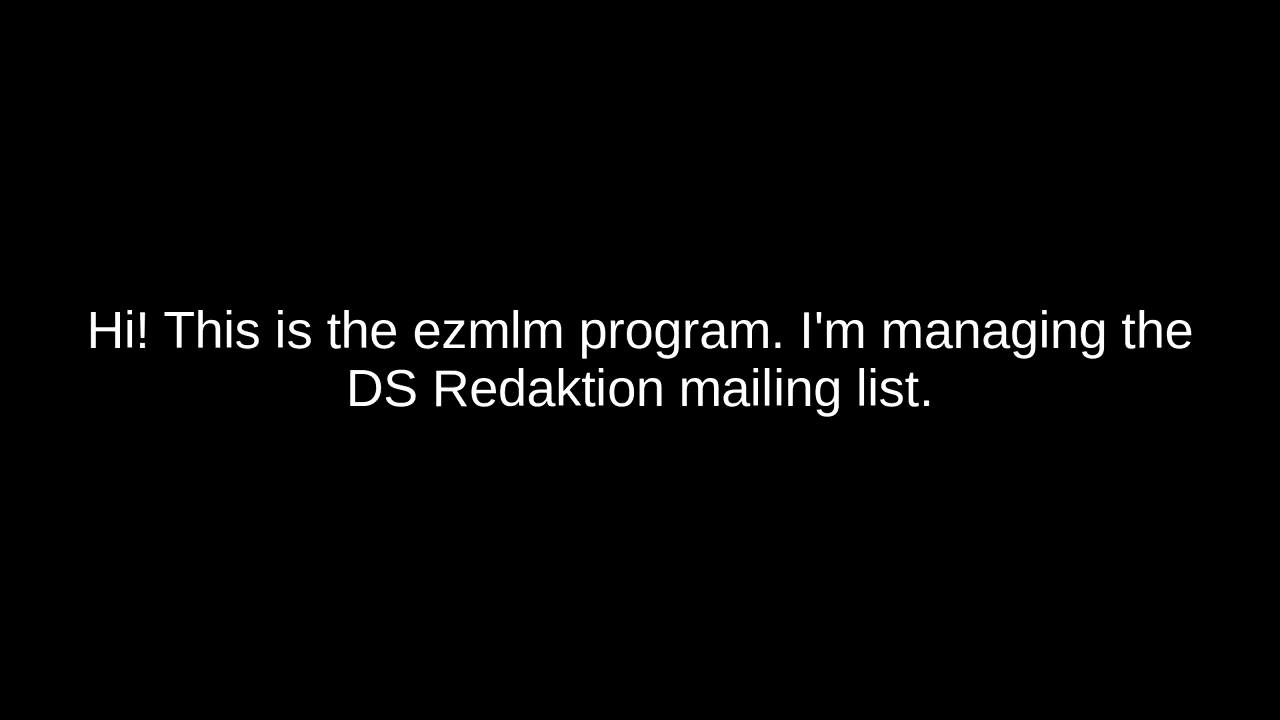 Hi! This is the ezmlm program. I'm managing the
DS Redaktion mailing list.